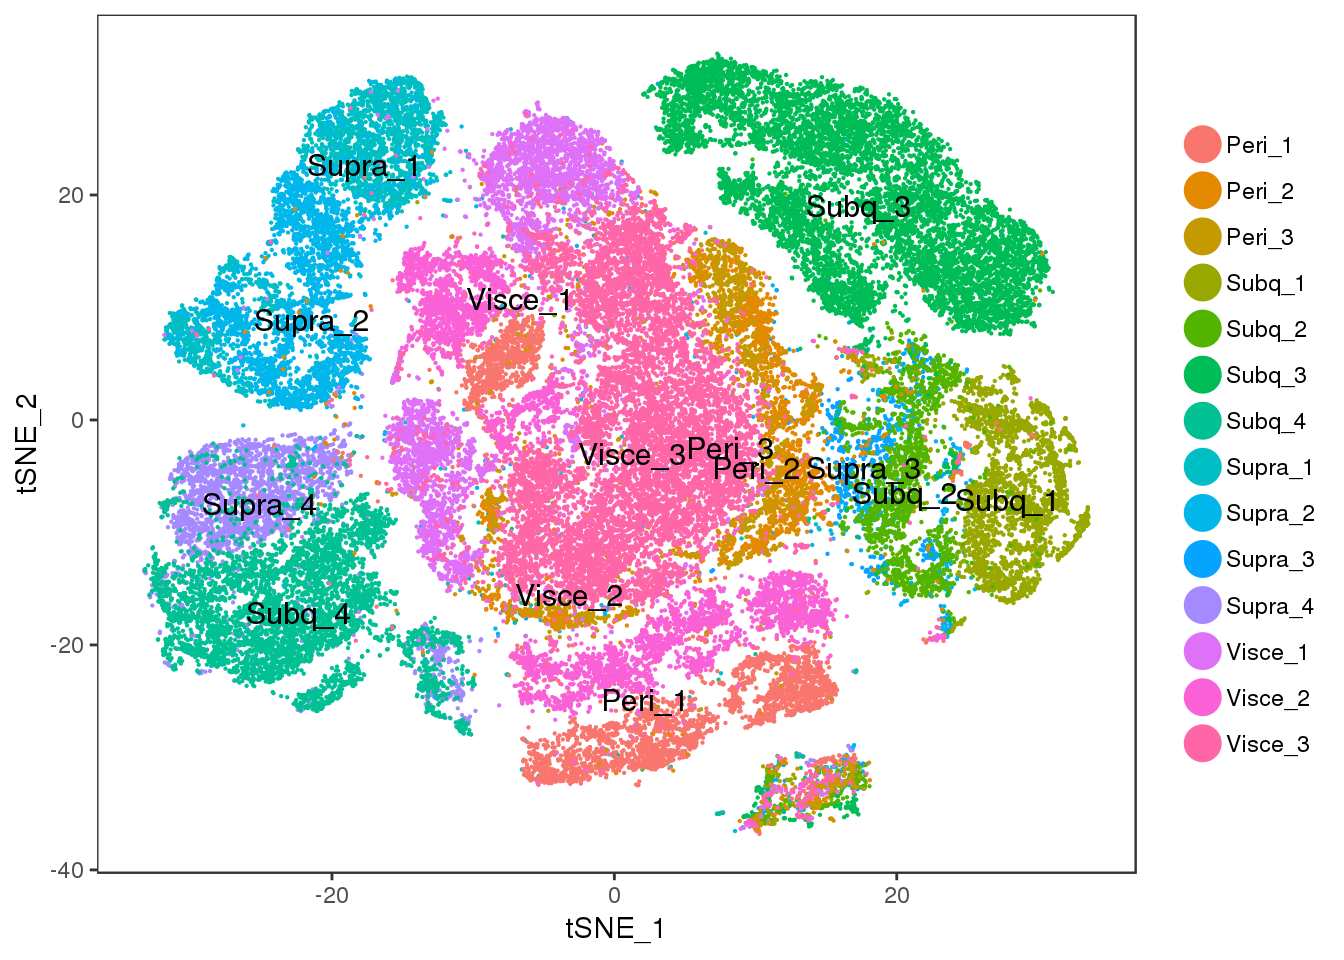 Supra_1
Subq_3
Visce_1
Supra_2
Visce_3
Peri_3
Peri_2
Supra_3
Subq_2
Subq_1
Supra_4
Visce_2
Subq_4
Peri_1
20
0
-20
-40
tSNE_2
-20
0
20
tSNE_1
Peri_1
Peri_2
Peri_3
Subq_1
Subq_2
Subq_3
Subq_4
Supra_1
Supra_2
Supra_3
Supra_4
Visce_1
Visce_2
Visce_3